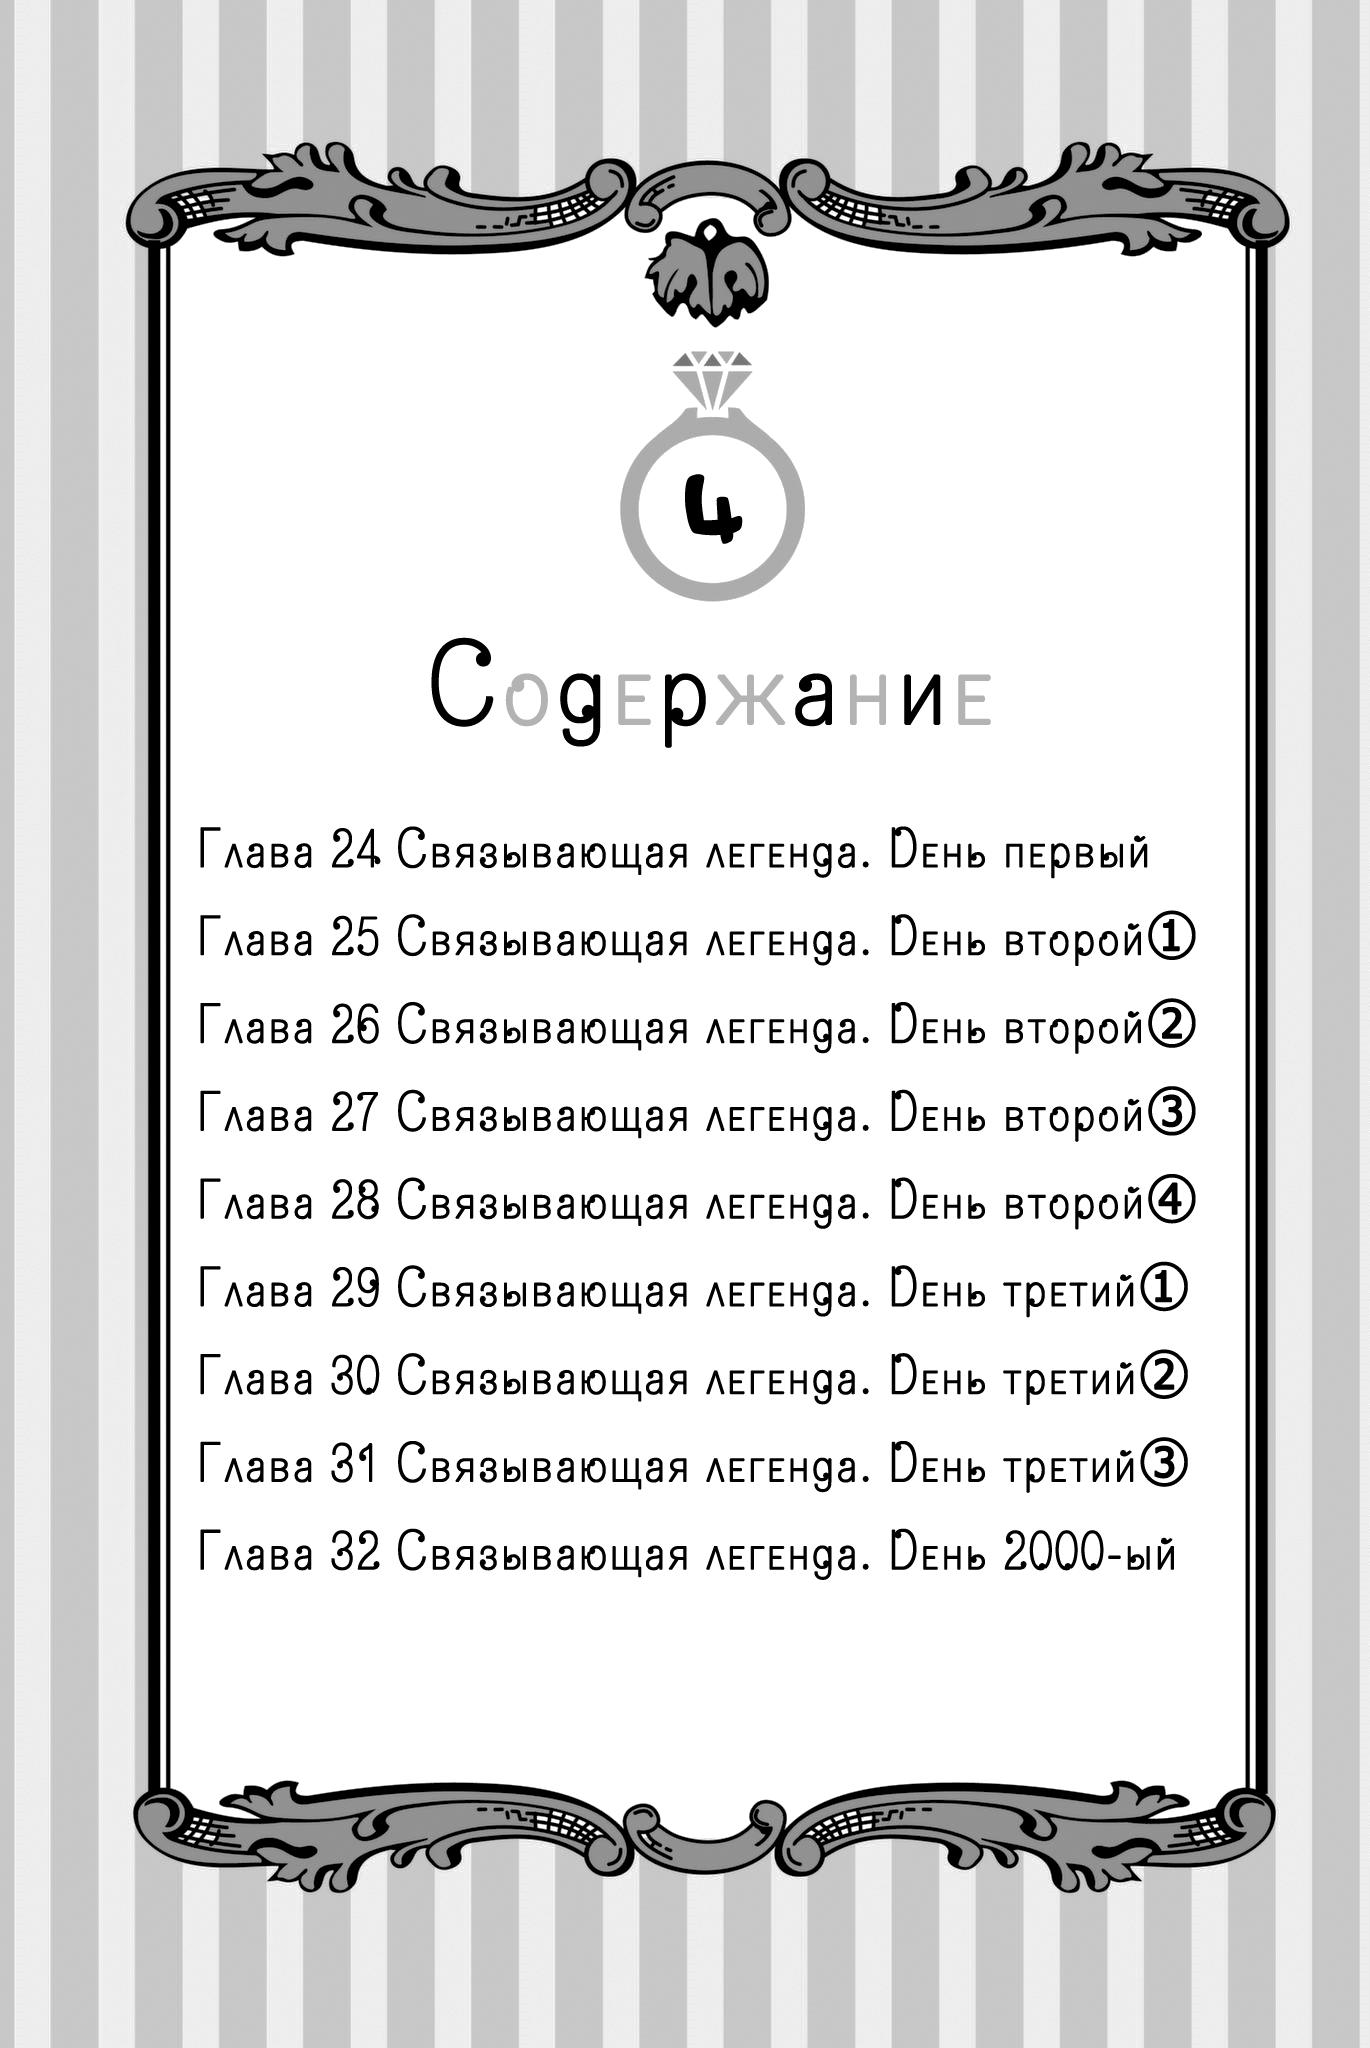 4
Содержание
Глава 24 Связывающая легенда. День первый
Глава 25 Связывающая легенда. День второй①
Глава 26 Связывающая легенда. День второй②
Глава 27 Связывающая легенда. День второй③
Глава 28 Связывающая легенда. День второй④
Глава 29 Связывающая легенда. День третий①
Глава 30 Связывающая легенда. День третий②
Глава 31 Связывающая легенда. День третий③
Глава 32 Связывающая легенда. День 2000-ый